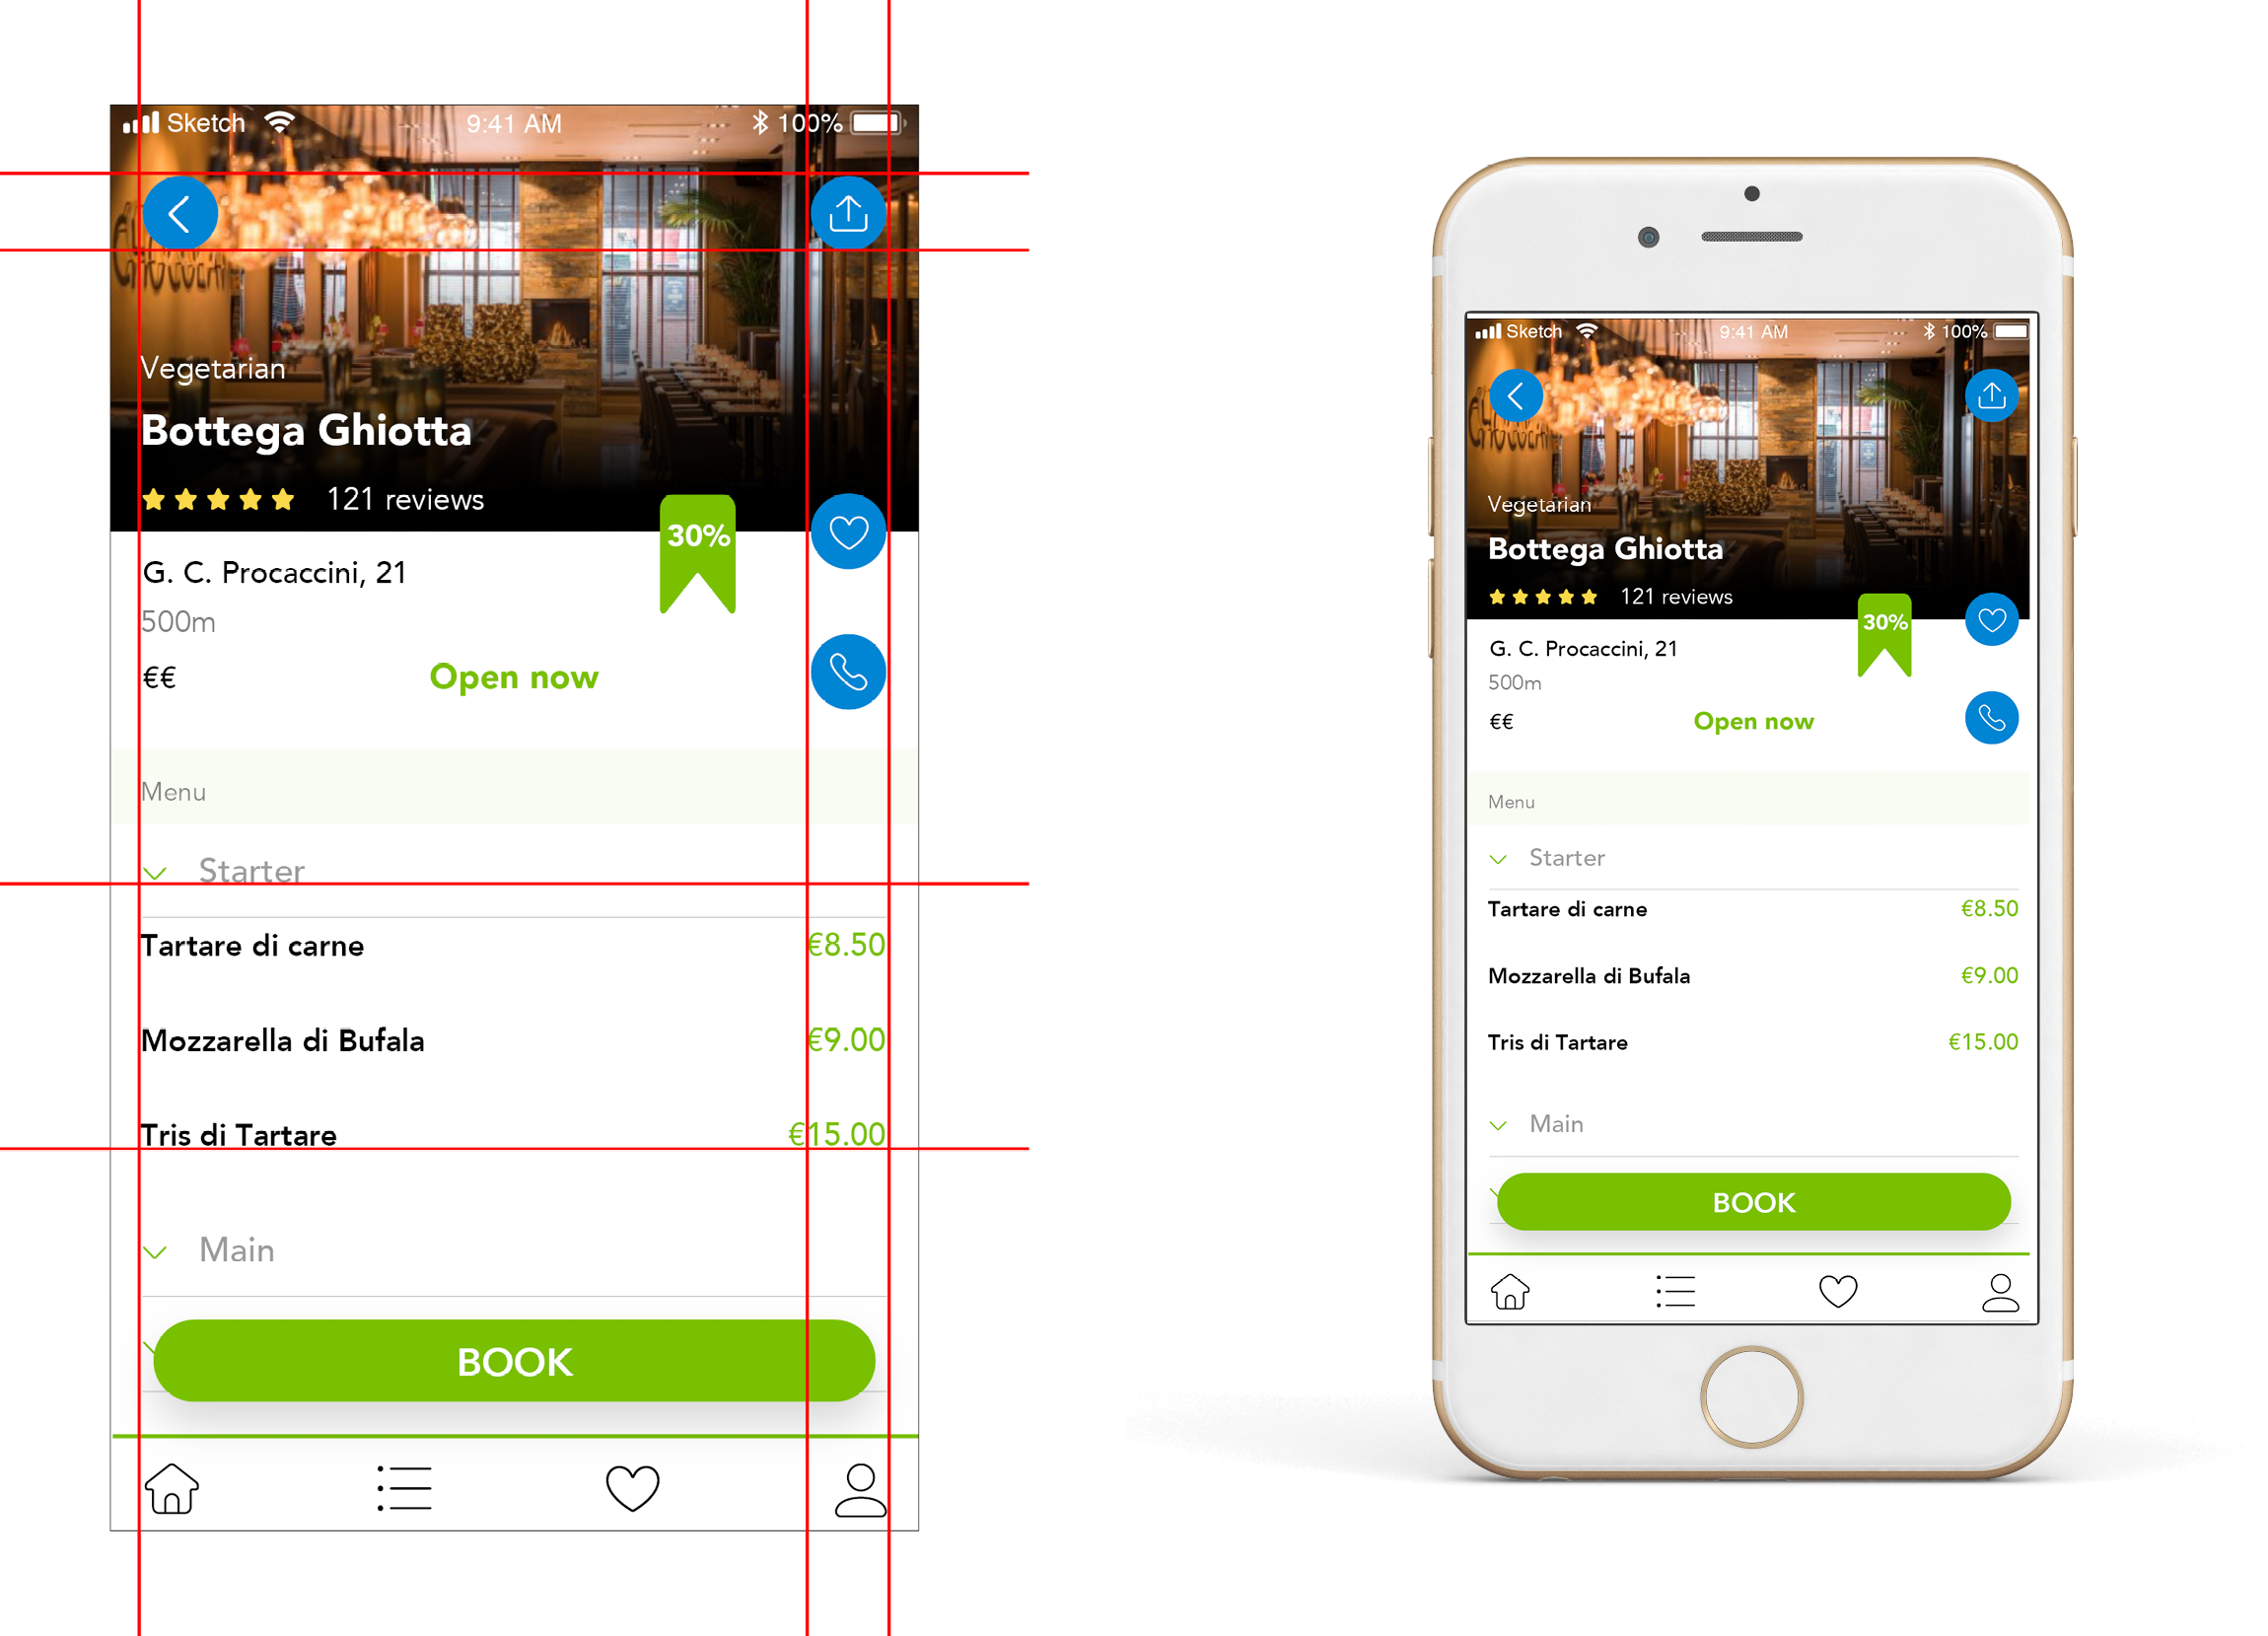 Sketch 9:41 AM 100%
Vegetarian
Bottega Ghiotta
121 reviews
30%
G. C. Procaccini, 21
500m
€€ Open now
Menu
Starter
Tartare di carne €8.50
Mozzarella di Bufala €9.00
Tris di Tartare €15.00
Main
BOOK
Sketch 9:41 AM 100%
Vegetarian
Bottega Ghiotta
121 reviews
30%
G. C. Procaccini, 21
500m
€€ Open now
Menu
Starter
Tartare di carne €8.50
Mozzarella di Bufala €9.00
Tris di Tartare €15.00
Main
BOOK